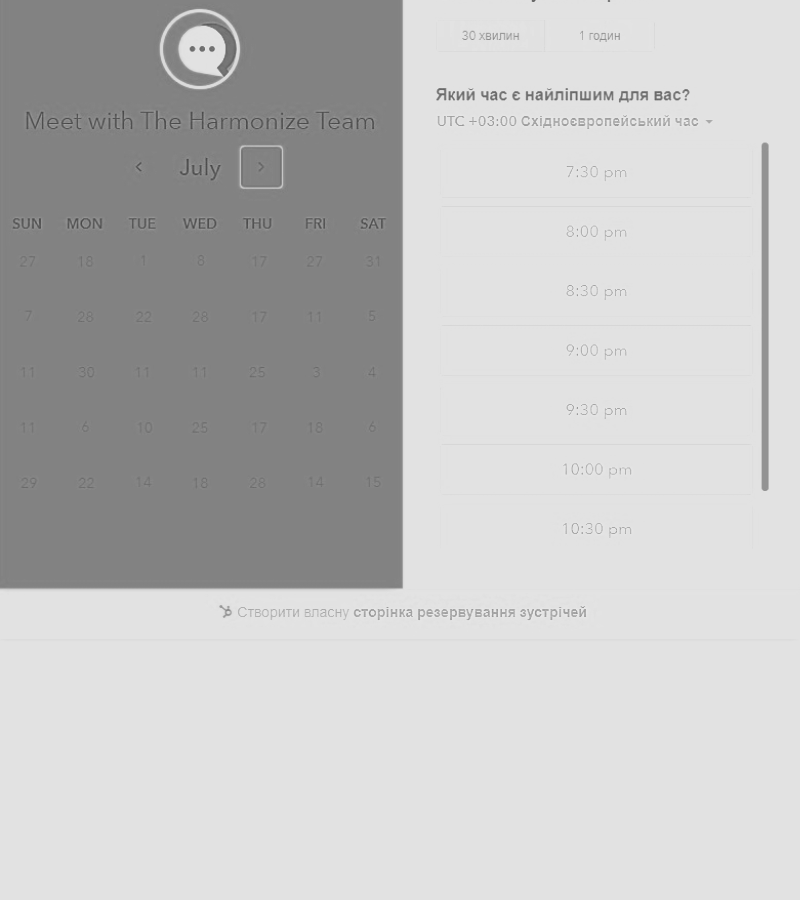 Meet with The Harmonize Team
July
SUN MON TUE WED THU FRI SAT
27 18 1 8 17 27 31
7 28 22 28 17 11 5
11 30 11 11 25 3 4
11 6 10 25 17 18 6
29 22 14 18 26 14 15
30 хвилин 1 годин
Який час є найліпшим для вас?
UTC +03:00 Східноєвропейський час
7:30 pm
8:00 pm
8:30 pm
9:00 pm
9:30 pm
10:00 pm
10:30 pm
Створити власну сторінка резервування зустрічей